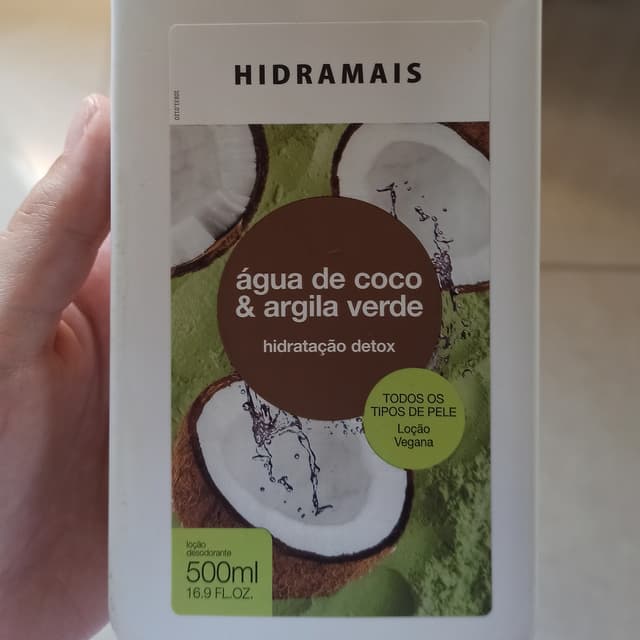 HIDRAMAIS
água de coco
& argila verde
hidratação detox
TODOS OS
TIPOS DE PELE
Loção
Vegana
loção
desodorante
500ml
16.9 FL.OZ.